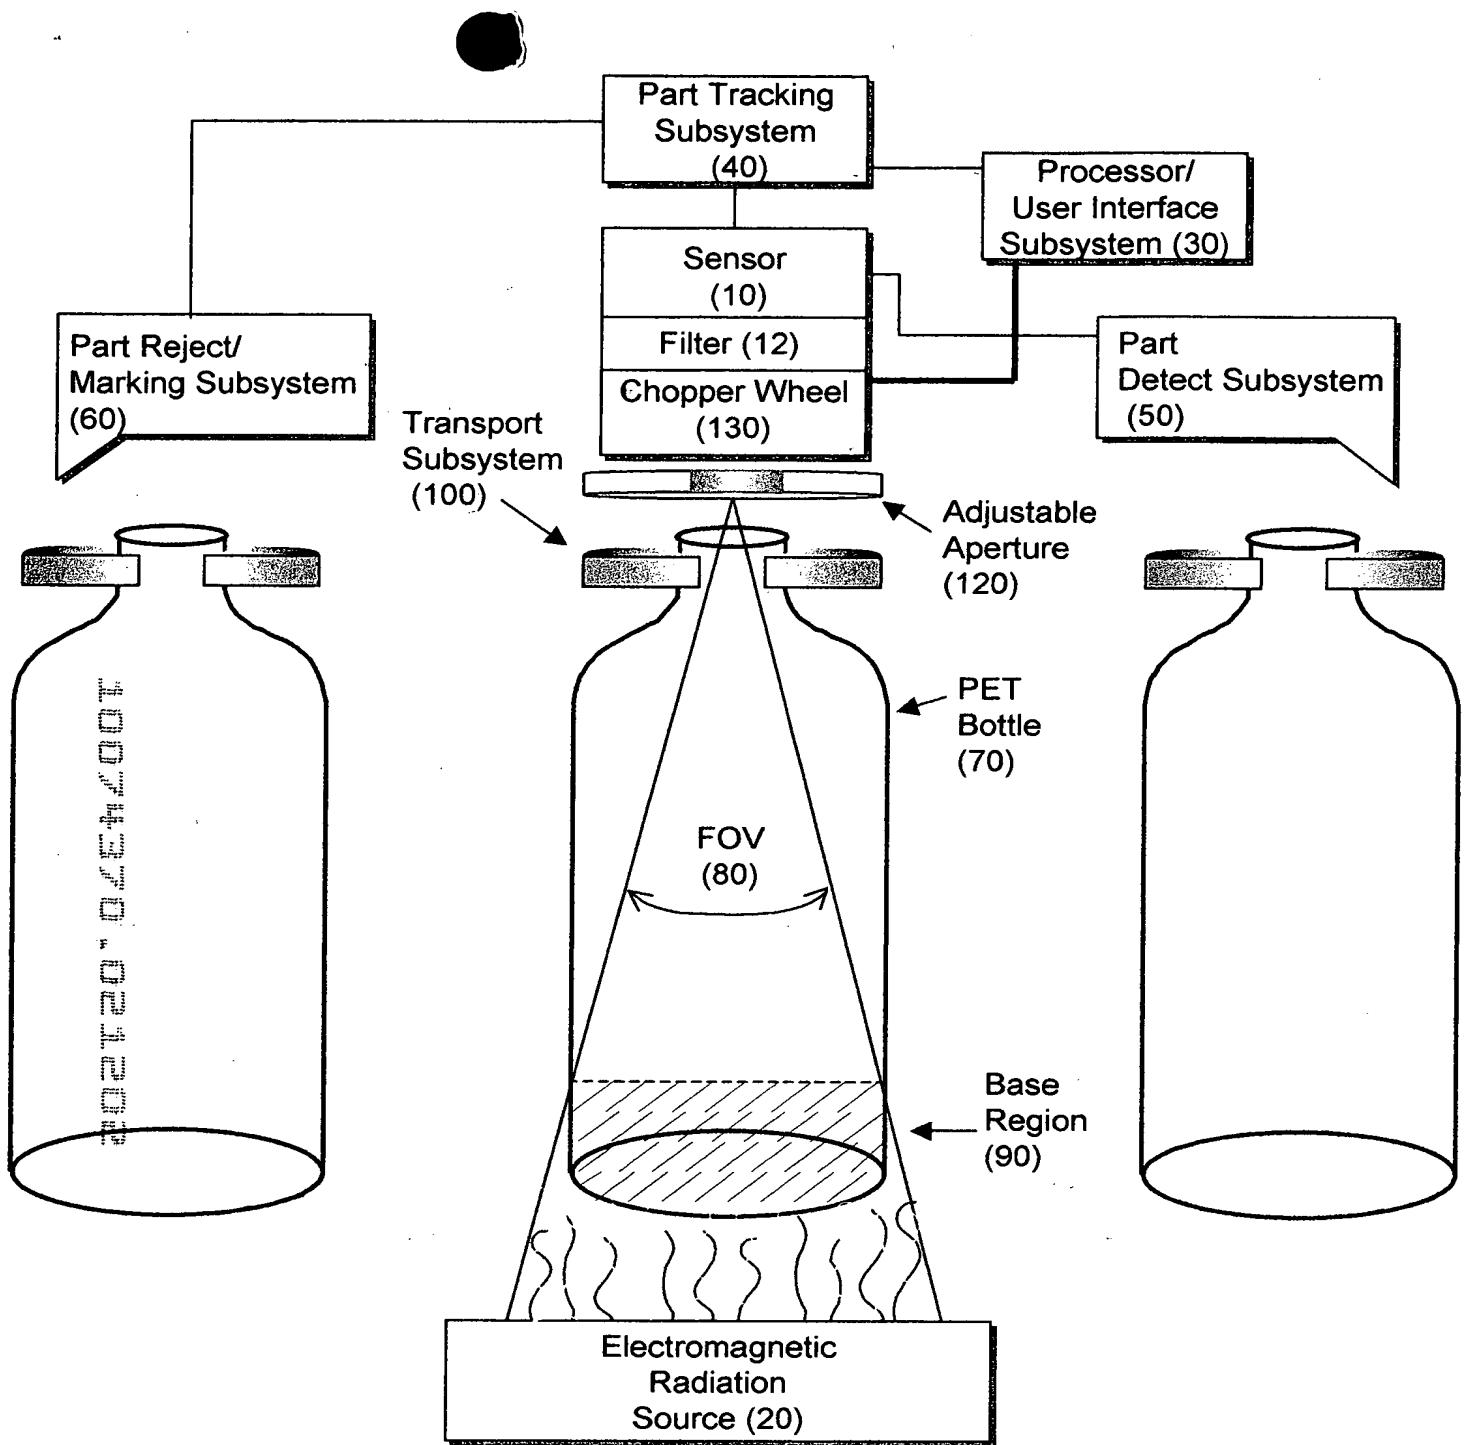 Part Tracking
Subsystem
(40)
Processor/
User Interface
Subsystem (30)
Sensor
(10)
Filter (12)
Chopper Wheel
(130)
Part Reject/
Marking Subsystem
(60)
Part
Detect Subsystem
(50)
Transport
Subsystem
(100)
Adjustable
Aperture
(120)
PET
Bottle
(70)
FOV
(80)
10074370.021202
Base
Region
(90)
Electromagnetic
Radiation
Source (20)